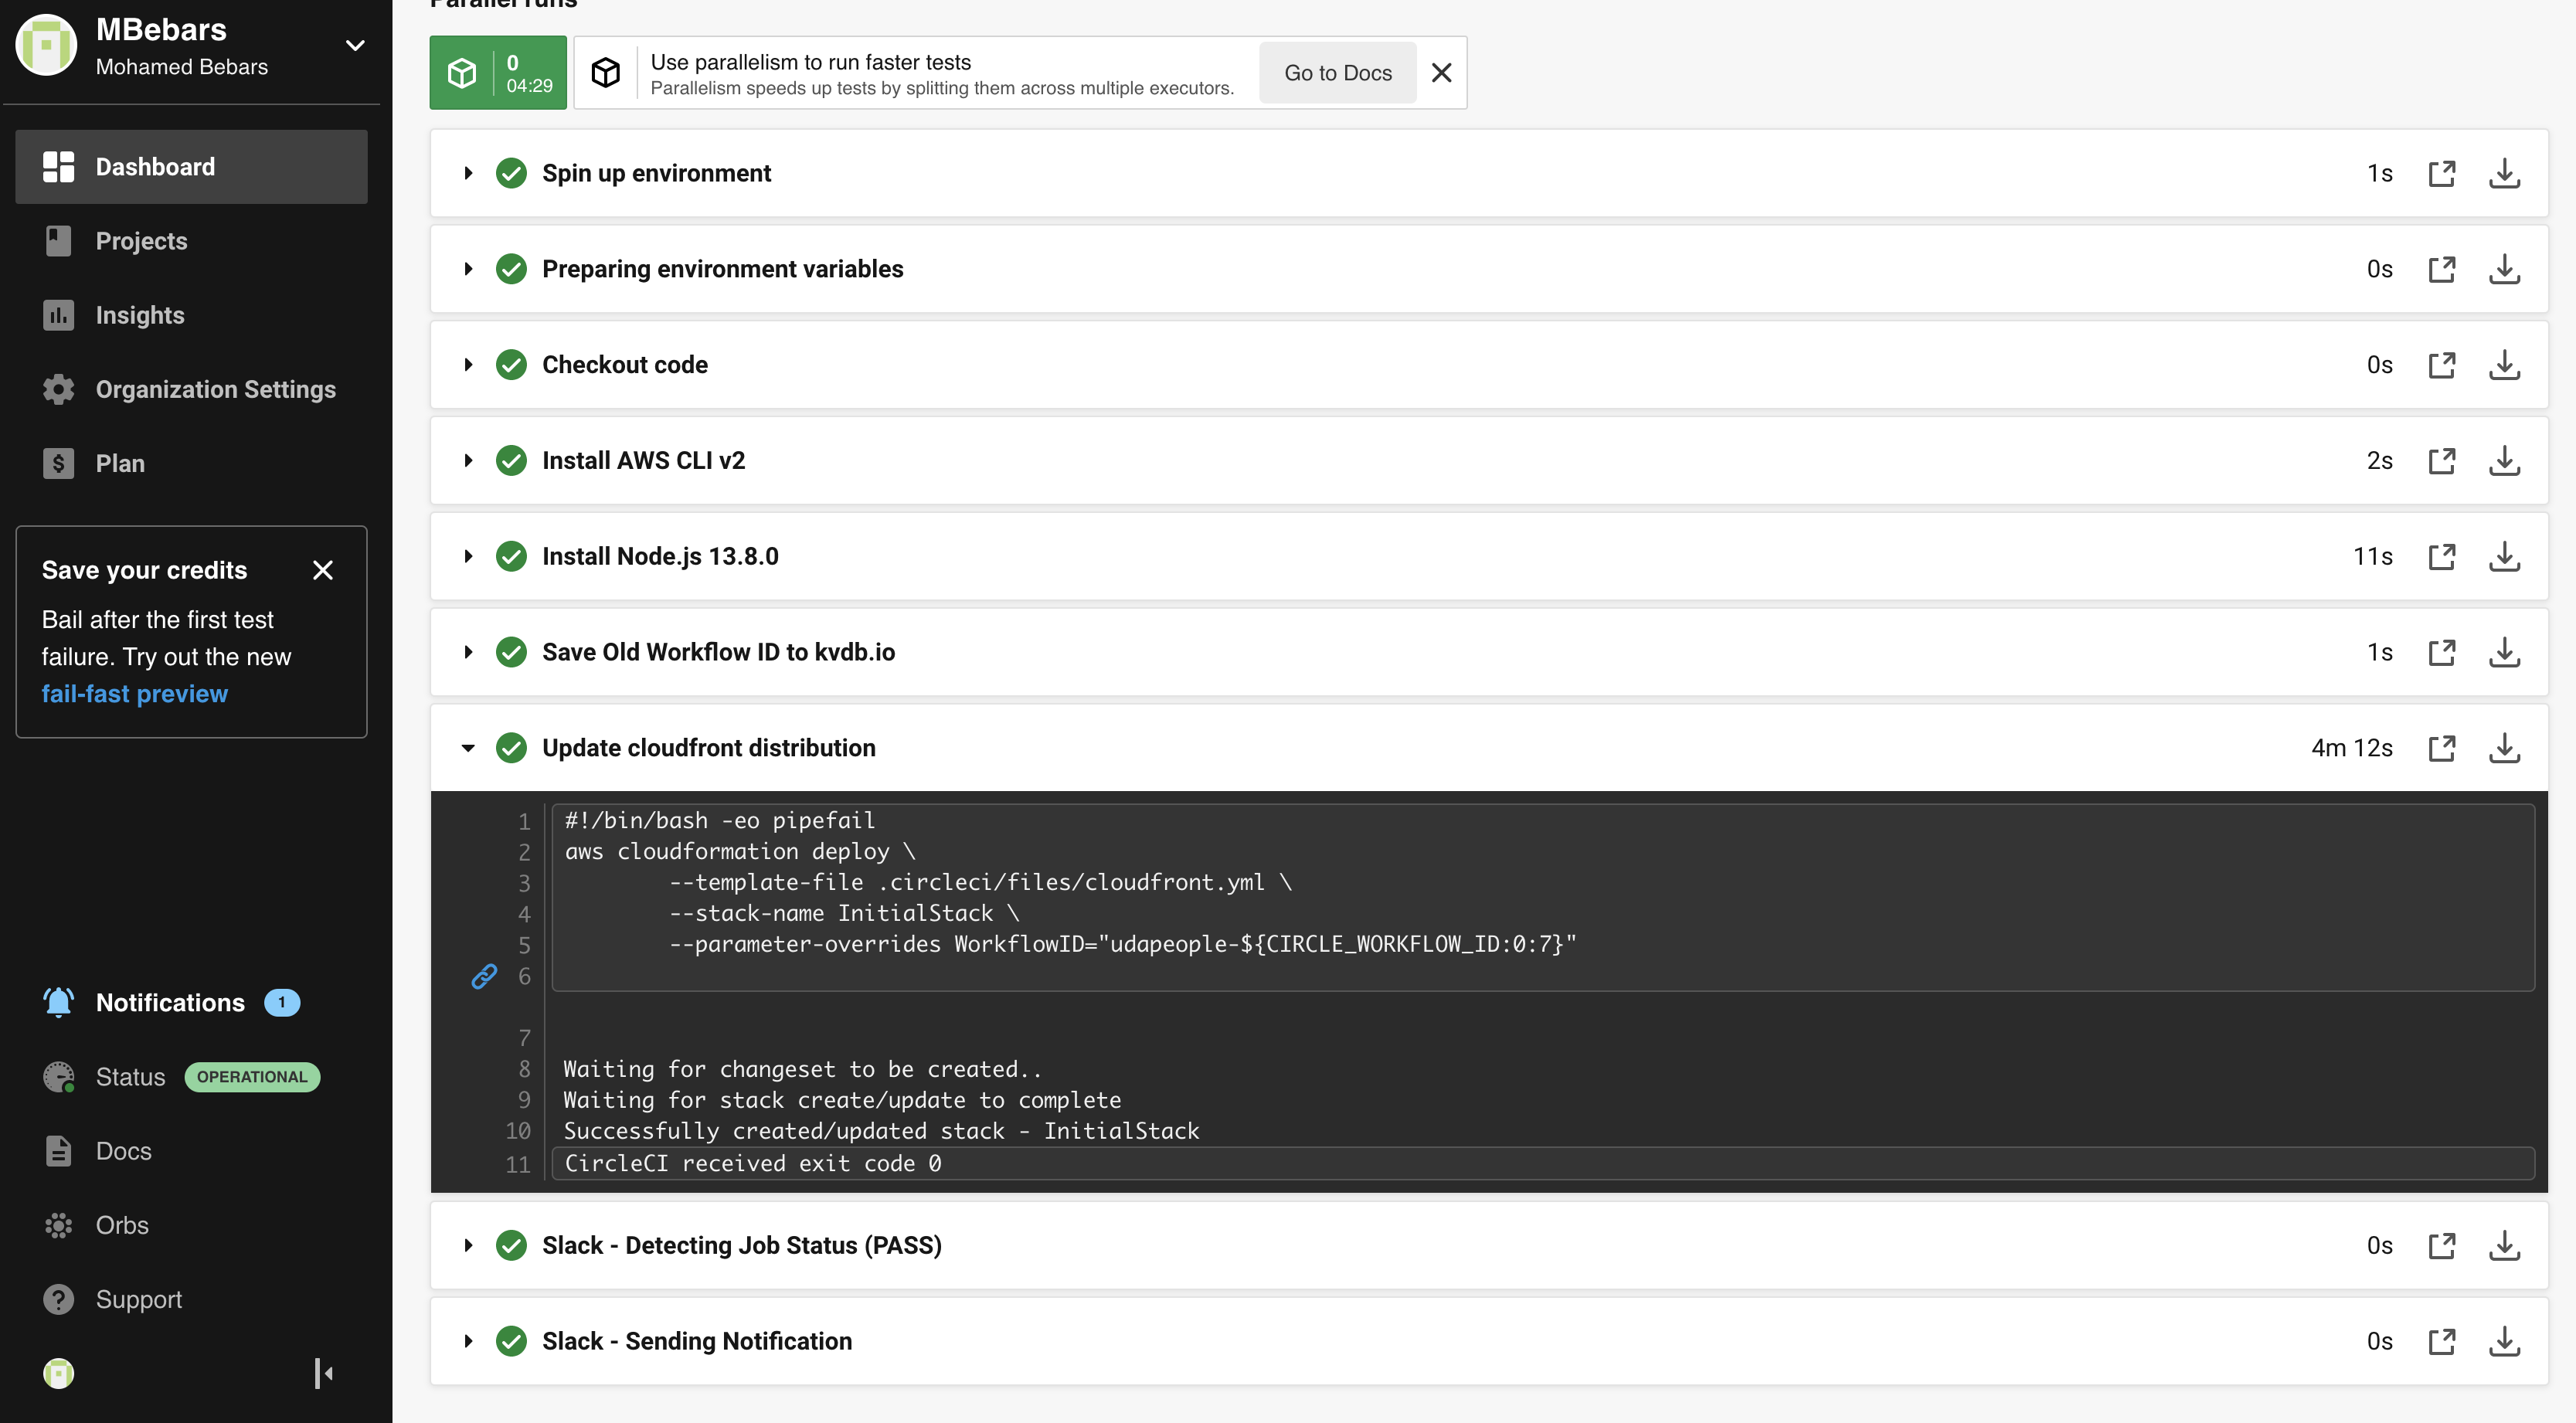 MBebars
Mohamed Bebars
Dashboard
Projects
Insights
Organization Settings
Plan
Save your credits
Bail after the first test
failure. Try out the new
fail-fast preview
Notifications 1
Status OPERATIONAL
Docs
Orbs
Support
Parallel runs
0
04:29
Use parallelism to run faster tests
Parallelism speeds up tests by splitting them across multiple executors.
Go to Docs
Spin up environment 1s
Preparing environment variables 0s
Checkout code 0s
Install AWS CLI v2 2s
Install Node.js 13.8.0 11s
Save Old Workflow ID to kvdb.io 1s
Update cloudfront distribution 4m 12s
1 #!/bin/bash -eo pipefail
2 aws cloudformation deploy \
3 --template-file .circleci/files/cloudfront.yml \
4 --stack-name InitialStack \
5 --parameter-overrides WorkflowID="udapeople-${CIRCLE_WORKFLOW_ID:0:7}"
6
7
8 Waiting for changeset to be created..
9 Waiting for stack create/update to complete
10 Successfully created/updated stack - InitialStack
11 CircleCI received exit code 0
Slack - Detecting Job Status (PASS) 0s
Slack - Sending Notification 0s